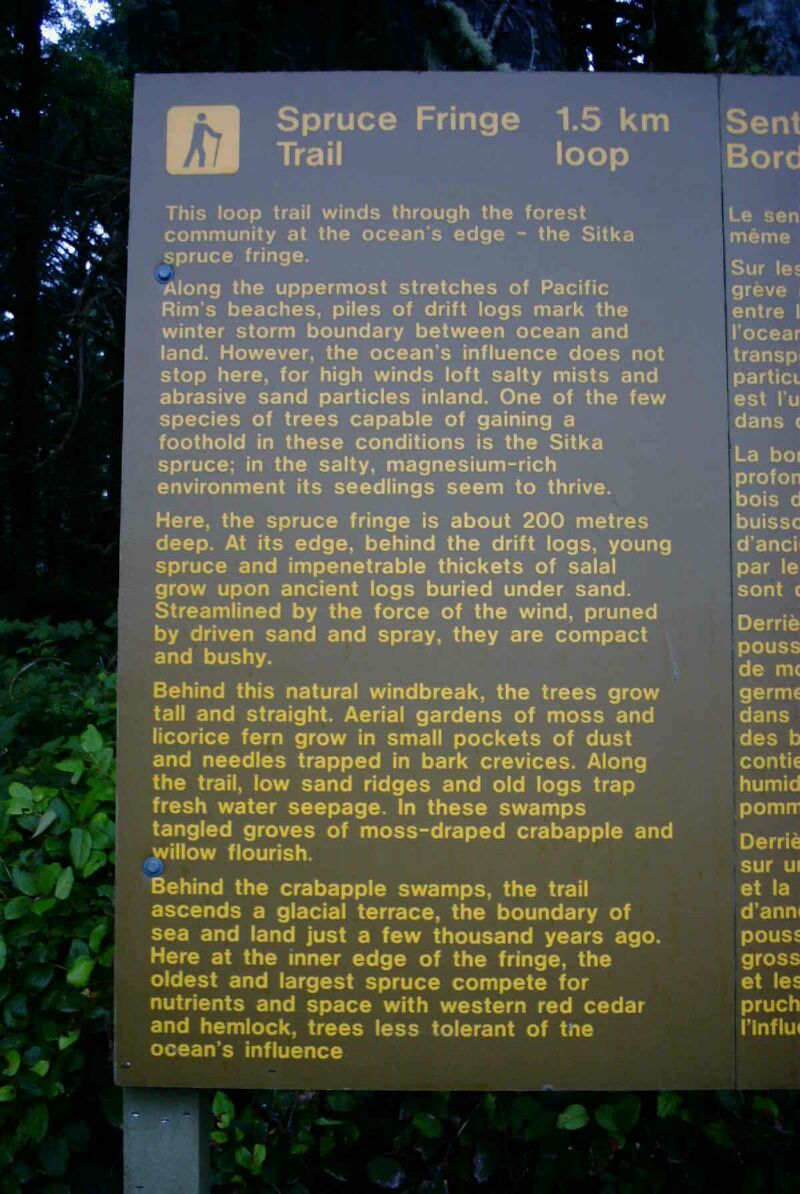 Spruce Fringe Trail
1.5 km loop
This loop trail winds through the forest
community at the ocean's edge - the Sitka
spruce fringe.
Along the uppermost stretches of Pacific
Rim's beaches, piles of drift logs mark the
winter storm boundary between ocean and
land. However, the ocean's influence does not
stop here, for high winds loft salty mists and
abrasive sand particles inland. One of the few
species of trees capable of gaining a
foothold in these conditions is the Sitka
spruce; in the salty, magnesium-rich
environment its seedlings seem to thrive.
Here, the spruce fringe is about 200 metres
deep. At its edge, behind the drift logs, young
spruce and impenetrable thickets of salal
grow upon ancient logs buried under sand.
Streamlined by the force of the wind, pruned
by driven sand and spray, they are compact
and bushy.
Behind this natural windbreak, the trees grow
tall and straight. Aerial gardens of moss and
licorice fern grow in small pockets of dust
and needles trapped in bark crevices. Along
the trail, low sand ridges and old logs trap
fresh water seepage. In these swamps
tangled groves of moss-draped crabapple and
willow flourish.
Behind the crabapple swamps, the trail
ascends a glacial terrace, the boundary of
sea and land just a few thousand years ago.
Here at the inner edge of the fringe, the
oldest and largest spruce compete for
nutrients and space with western red cedar
and hemlock, trees less tolerant of the
ocean's influence
Sent
Bord
Le sen
même
Sur les
grève
entre l
l'ocean
transp
particu
est l'u
dans
La bor
profon
bois d
buisso
d'anci
par le
sont
Derriè
pouss
de mo
germe
dans
des b
contie
humid
pomm
Derriè
sur un
et la
d'ann
pouss
gross
et les
pruch
l'influe